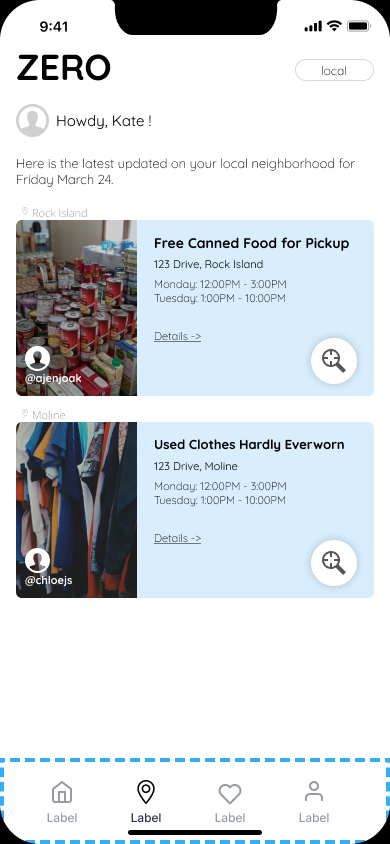 9:41
ZERO
local
Howdy, Kate !
Here is the latest updated on your local neighborhood for
Friday March 24.
Rock Island
Free Canned Food for Pickup
123 Drive, Rock Island
Monday: 12:00PM - 3:00PM
Tuesday: 1:00PM - 10:00PM
Details ->
@ajenjoak
Moline
Used Clothes Hardly Everworn
123 Drive, Moline
Monday: 12:00PM - 3:00PM
Tuesday: 1:00PM - 10:00PM
Details ->
@chloejs
Label
Label
Label
Label